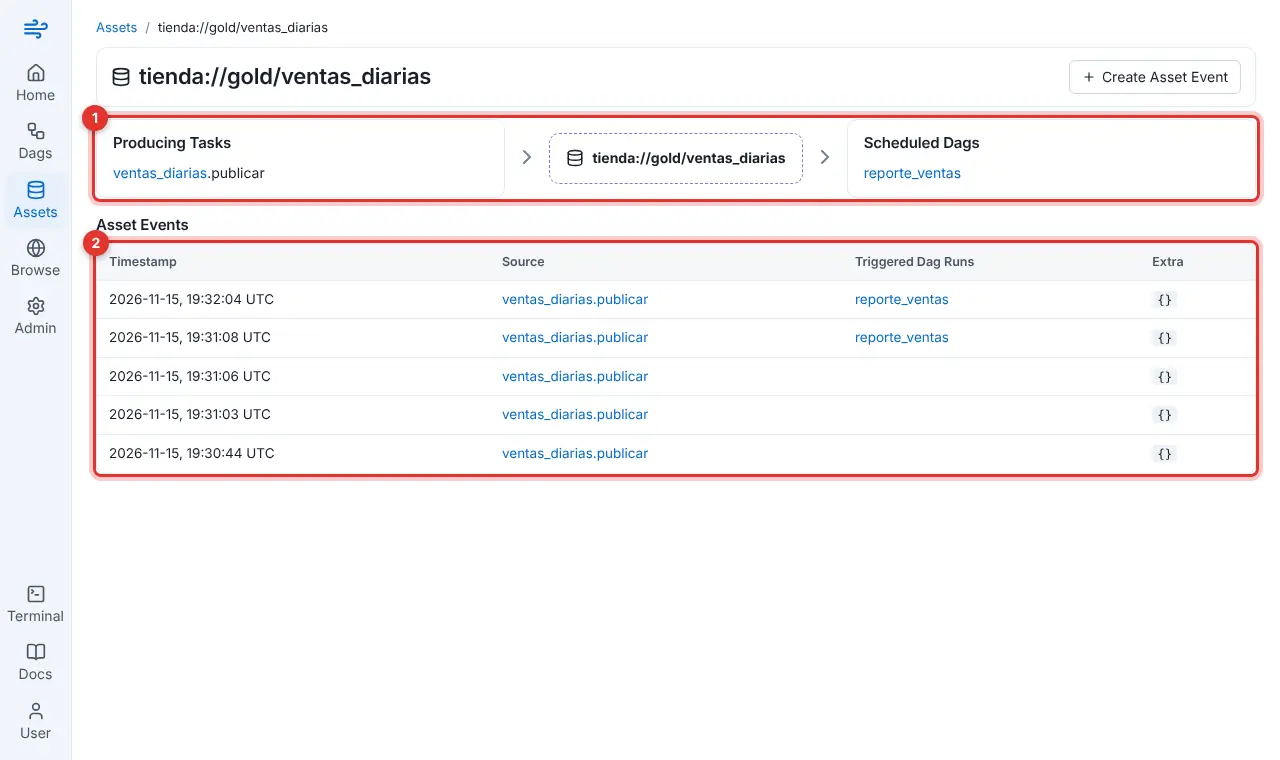 Assets / tienda://gold/ventas_diarias
tienda://gold/ventas_diarias
+ Create Asset Event
Home
Dags
Assets
Browse
Admin
Terminal
Docs
User
1
Producing Tasks
ventas_diarias.publicar
tienda://gold/ventas_diarias
Scheduled Dags
reporte_ventas
Asset Events
2
Timestamp Source Triggered Dag Runs Extra
2026-11-15, 19:32:04 UTC ventas_diarias.publicar reporte_ventas {}
2026-11-15, 19:31:08 UTC ventas_diarias.publicar reporte_ventas {}
2026-11-15, 19:31:06 UTC ventas_diarias.publicar {}
2026-11-15, 19:31:03 UTC ventas_diarias.publicar {}
2026-11-15, 19:30:44 UTC ventas_diarias.publicar {}